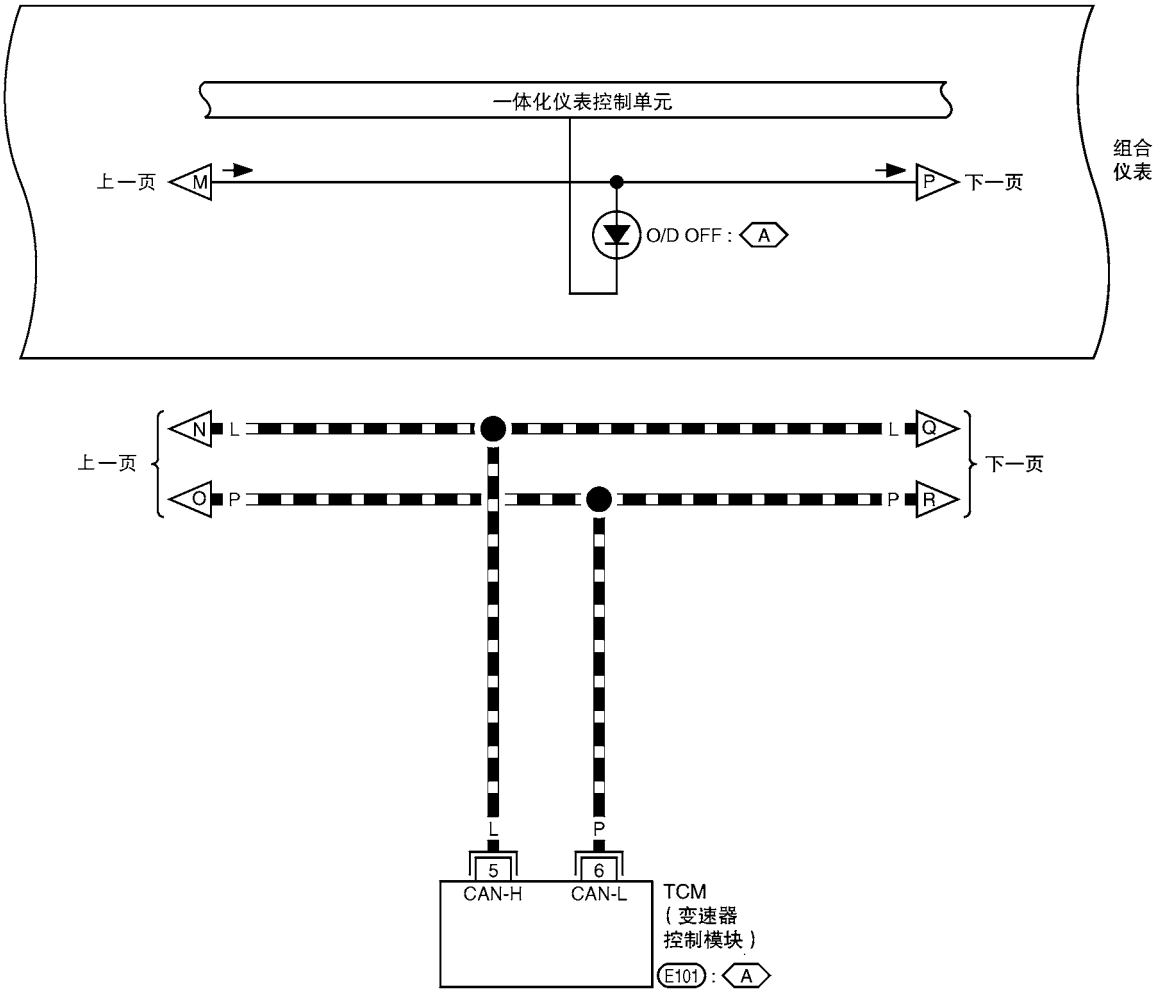 一体化仪表控制单元
组合
仪表
上一页 M P 下一页
O/D OFF : A
N L L Q
上一页 下一页
O P P R
L P
5 6
CAN-H CAN-L
TCM
(变速器
控制模块)
E101 : A